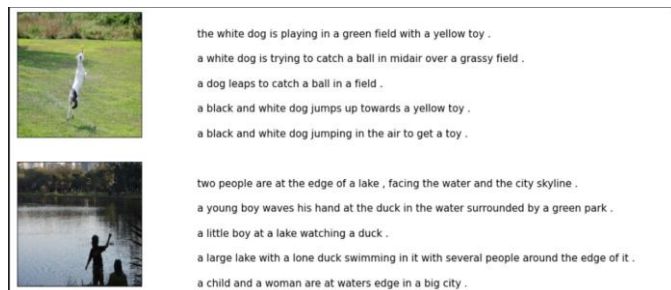 the white dog is playing in a green field with a yellow toy .
a white dog is trying to catch a ball in midair over a grassy field .
a dog leaps to catch a ball in a field .
a black and white dog jumps up towards a yellow toy .
a black and white dog jumping in the air to get a toy .
two people are at the edge of a lake , facing the water and the city skyline .
a young boy waves his hand at the duck in the water surrounded by a green park .
a little boy at a lake watching a duck .
a large lake with a lone duck swimming in it with several people around the edge of it .
a child and a woman are at waters edge in a big city .